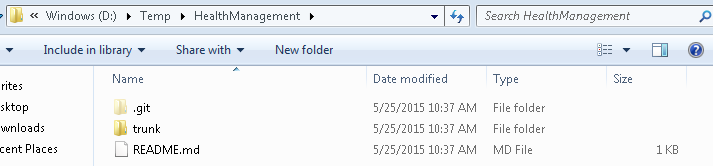 « Windows (D:) ▸ Temp ▸ HealthManagement ▸ Search HealthManagement
Include in library Share with New folder
Name Date modified Type Size
.git 5/25/2015 10:37 AM File folder
trunk 5/25/2015 10:37 AM File folder
README.md 5/25/2015 10:37 AM MD File 1 KB
rites
sktop
wnloads
cent Places